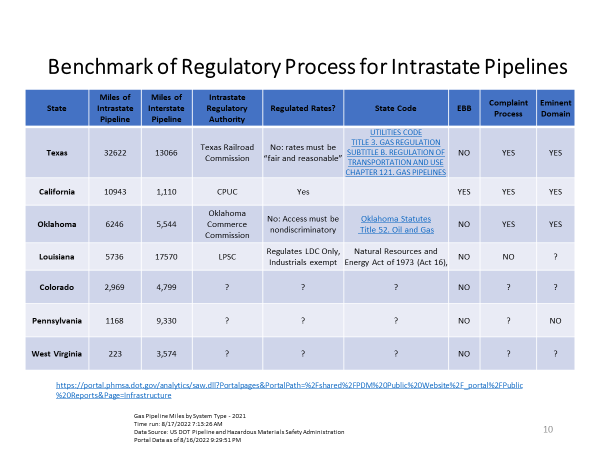 Benchmark of Regulatory Process for Intrastate Pipelines
State
Miles of
Intrastate
Pipeline
Miles of
Interstate
Pipeline
Intrastate
Regulatory
Authority
Regulated Rates?
State Code
EBB
Complaint
Process
Eminent
Domain
Texas
32622
13066
Texas Railroad
Commission
No: rates must be
"fair and reasonable"
UTILITIES CODE
TITLE 3. GAS REGULATION
SUBTITLE B. REGULATION OF
TRANSPORTATION AND USE
CHAPTER 121. GAS PIPELINES
NO
YES
YES
California
10943
1,110
CPUC
Yes
YES
YES
YES
Oklahoma
6246
5,544
Oklahoma
Commerce
Commission
No: Access must be
nondiscriminatory
Oklahoma Statutes
Title 52. Oil and Gas
NO
YES
YES
Louisiana
5736
17570
LPSC
Regulates LDC Only,
Industrials exempt
Natural Resources and
Energy Act of 1973 (Act 16),
NO
NO
?
Colorado
2,969
4,799
?
?
?
NO
?
?
Pennsylvania
1168
9,330
?
?
?
NO
?
NO
West Virginia
223
3,574
?
?
?
NO
?
?
https://portal.phmsa.dot.gov/analytics/saw.dll?Portalpages&PortalPath=%2Fshared%2FPDM%20Public%20Website%2F_portal%2FPublic
%20Reports&Page=Infrastructure
Gas Pipeline Miles by System Type - 2021
Time run: 8/17/2022 7:13:26 AM
Data Source: US DOT Pipeline and Hazardous Materials Safety Administration
Portal Data as of 8/16/2022 9:29:51 PM
10